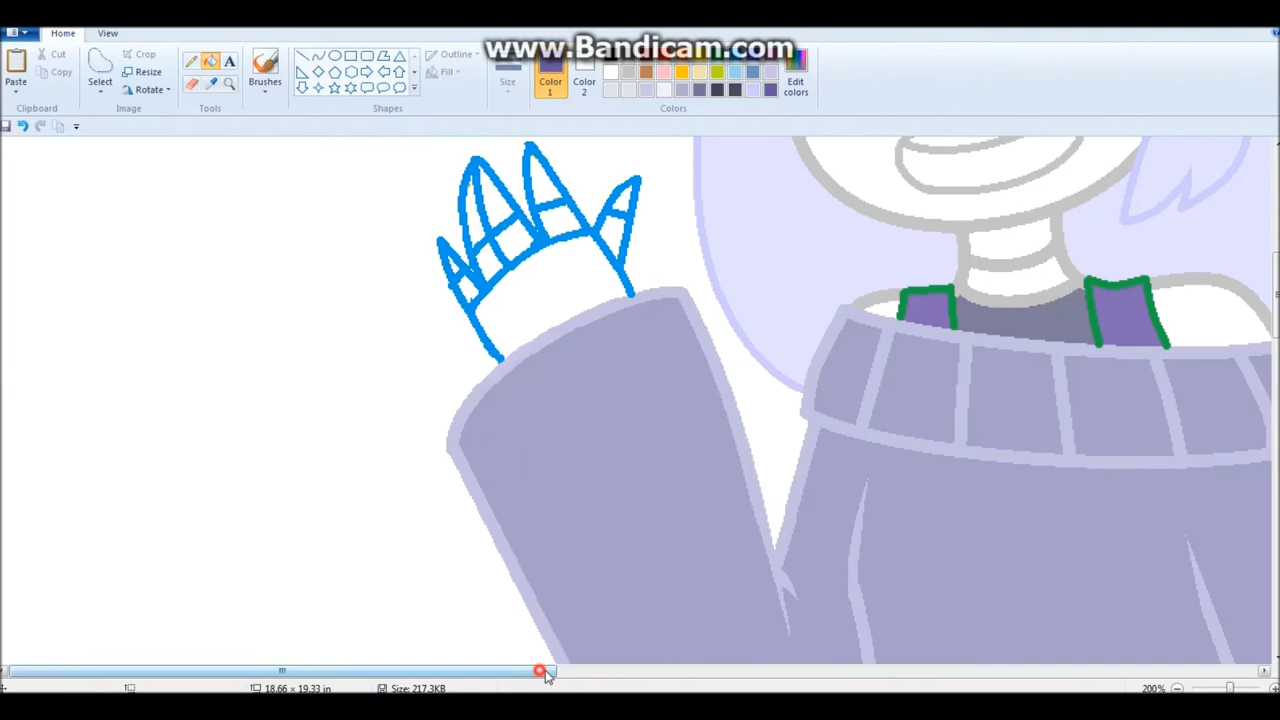 Home View
www.Bandicam.com
Cut
Copy
Paste
Clipboard
Select
Crop
Resize
Rotate
Image
A
Tools
Brushes
Outline
Fill
Shapes
Size
Color
1
Color
2
Edit
colors
Colors
18.66 × 19.33 in
Size: 217.3KB
200%